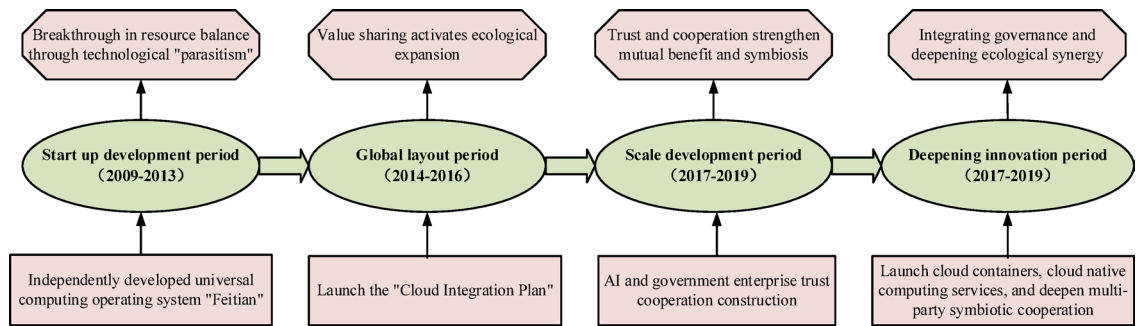 Breakthrough in resource balance
through technological "parasitism"
Value sharing activates ecological
expansion
Trust and cooperation strengthen
mutual benefit and symbiosis
Integrating governance and
deepening ecological synergy
Start up development period
（2009-2013）
Global layout period
（2014-2016）
Scale development period
（2017-2019）
Deepening innovation period
（2017-2019）
Independently developed universal
computing operating system "Feitian"
Launch the "Cloud Integration Plan"
AI and government enterprise trust
cooperation construction
Launch cloud containers, cloud native
computing services, and deepen multi-
party symbiotic cooperation